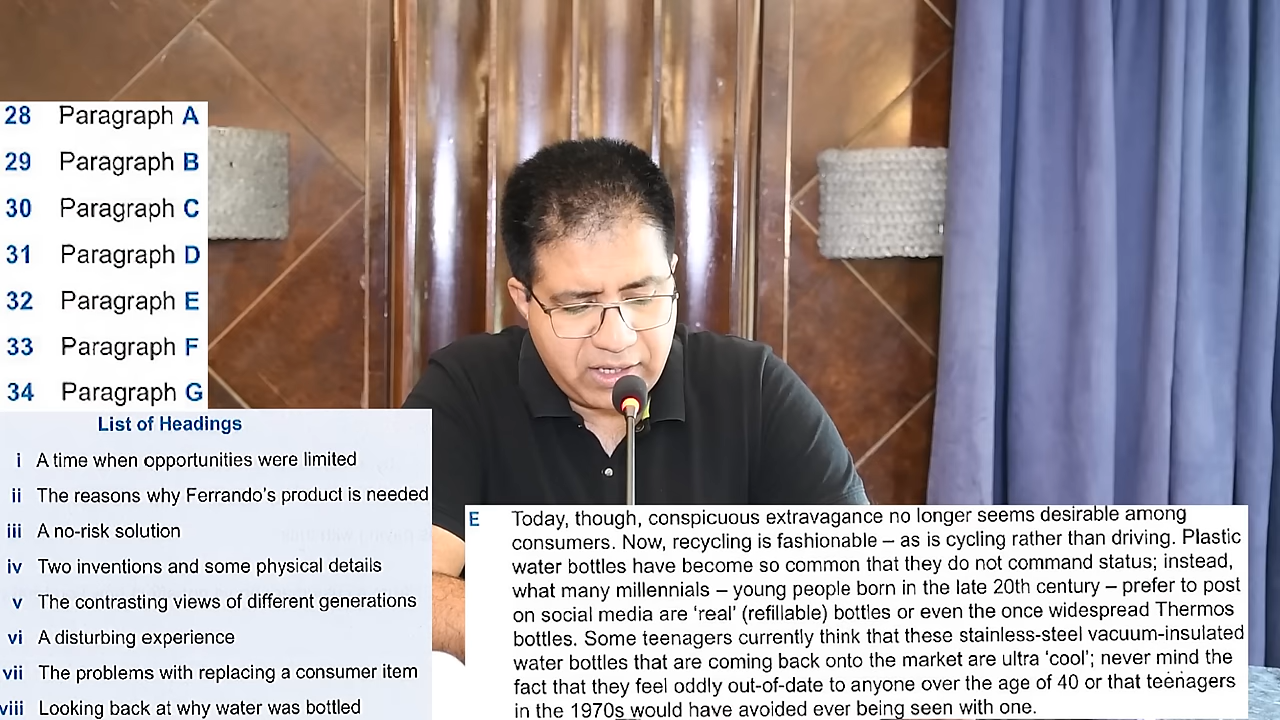 28 Paragraph A
29 Paragraph B
30 Paragraph C
31 Paragraph D
32 Paragraph E
33 Paragraph F
34 Paragraph G
List of Headings
i A time when opportunities were limited
ii The reasons why Ferrando's product is needed
iii A no-risk solution
iv Two inventions and some physical details
v The contrasting views of different generations
vi A disturbing experience
vii The problems with replacing a consumer item
viii Looking back at why water was bottled
E Today, though, conspicuous extravagance no longer seems desirable among
consumers. Now, recycling is fashionable – as is cycling rather than driving. Plastic
water bottles have become so common that they do not command status; instead,
what many millennials – young people born in the late 20th century – prefer to post
on social media are 'real' (refillable) bottles or even the once widespread Thermos
bottles. Some teenagers currently think that these stainless-steel vacuum-insulated
water bottles that are coming back onto the market are ultra 'cool'; never mind the
fact that they feel oddly out-of-date to anyone over the age of 40 or that teenagers
in the 1970s would have avoided ever being seen with one.